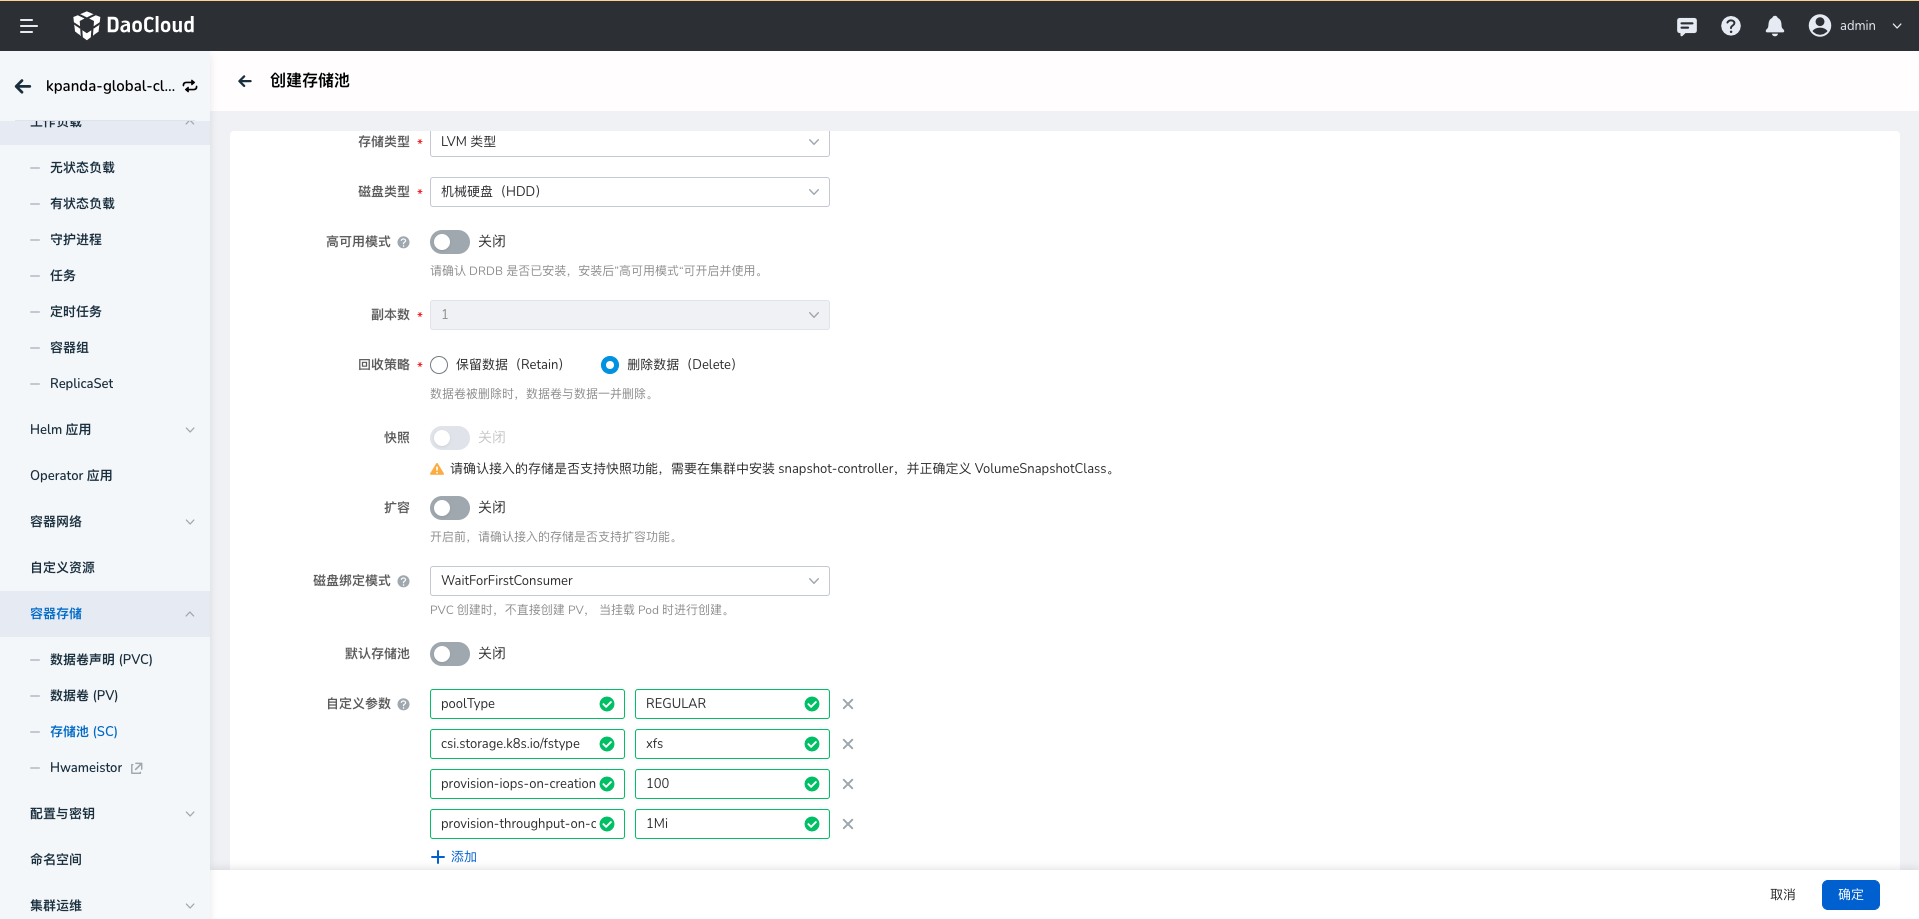 DaoCloud
admin
kpanda-global-cl...
创建存储池
工作负载
无状态负载
有状态负载
守护进程
任务
定时任务
容器组
ReplicaSet
Helm 应用
Operator 应用
容器网络
自定义资源
容器存储
数据卷声明 (PVC)
数据卷 (PV)
存储池 (SC)
Hwameistor
配置与密钥
命名空间
集群运维
存储类型 * LVM 类型
磁盘类型 * 机械硬盘（HDD）
高可用模式 关闭
请确认 DRDB 是否已安装，安装后“高可用模式“可开启并使用。
副本数 * 1
回收策略 * 保留数据（Retain） 删除数据（Delete）
数据卷被删除时，数据卷与数据一并删除。
快照 关闭
请确认接入的存储是否支持快照功能，需要在集群中安装 snapshot-controller，并正确定义 VolumeSnapshotClass。
扩容 关闭
开启前，请确认接入的存储是否支持扩容功能。
磁盘绑定模式 WaitForFirstConsumer
PVC 创建时，不直接创建 PV， 当挂载 Pod 时进行创建。
默认存储池 关闭
自定义参数 poolType REGULAR
csi.storage.k8s.io/fstype xfs
provision-iops-on-creation 100
provision-throughput-on-c 1Mi
添加
取消 确定